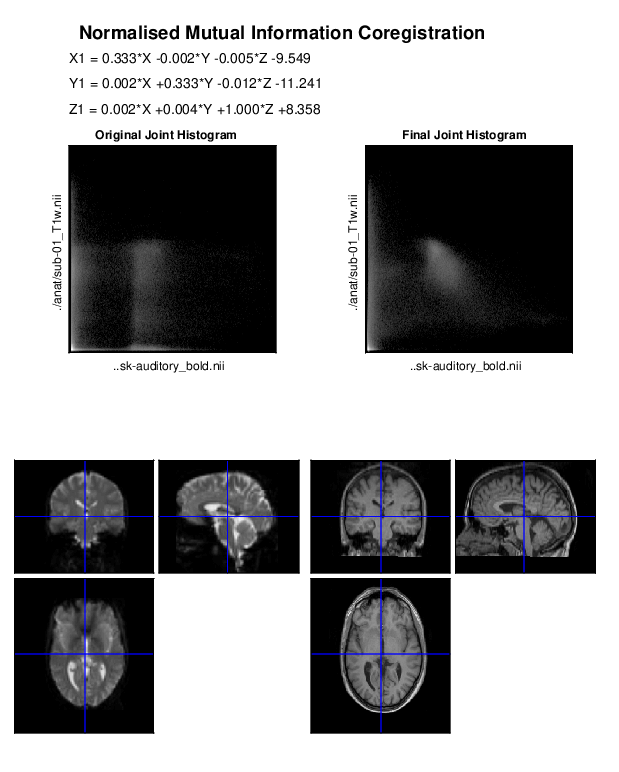 Normalised Mutual Information Coregistration
X1 = 0.333*X -0.002*Y -0.005*Z -9.549
Y1 = 0.002*X +0.333*Y -0.012*Z -11.241
Z1 = 0.002*X +0.004*Y +1.000*Z +8.358
Original Joint Histogram
./anat/sub-01_T1w.nii
..sk-auditory_bold.nii
Final Joint Histogram
./anat/sub-01_T1w.nii
..sk-auditory_bold.nii